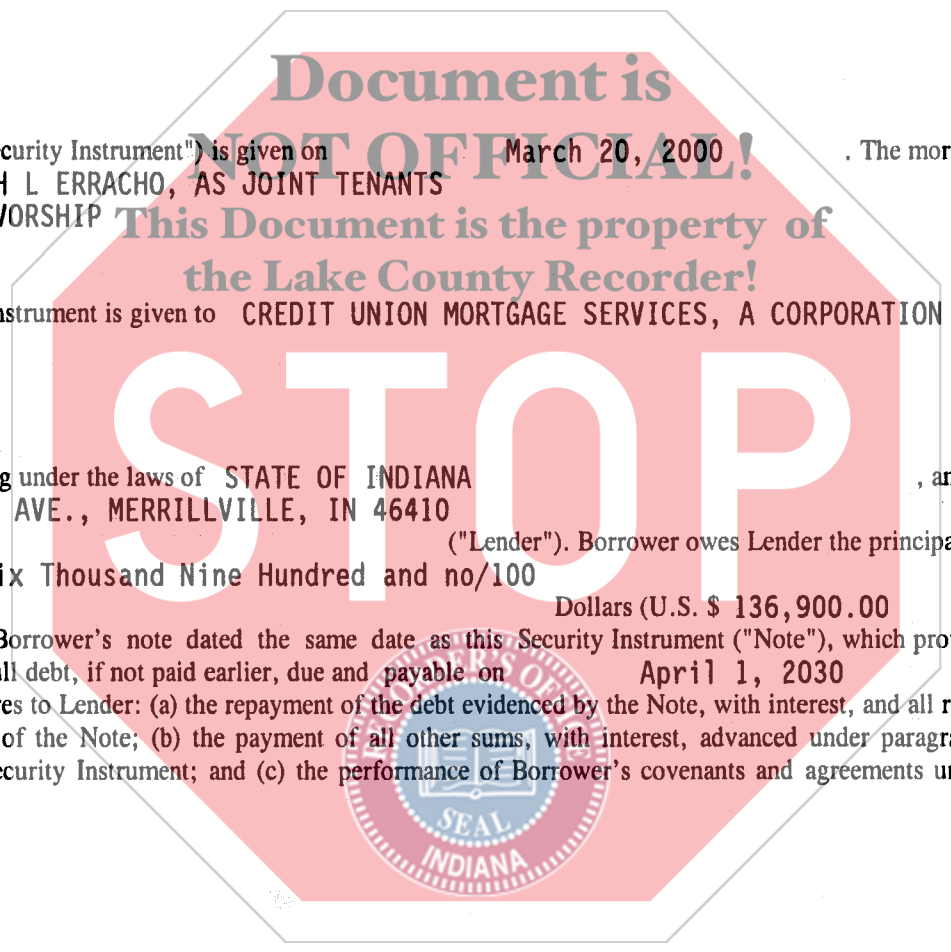 Document is
NOT OFFICIAL!
This Document is the property of
the Lake County Recorder!
STOP
curity Instrument") is given on March 20, 2000 . The mor
H L ERRACHO, AS JOINT TENANTS
VORSHIP
nstrument is given to CREDIT UNION MORTGAGE SERVICES, A CORPORATION
g under the laws of STATE OF INDIANA , an
AVE., MERRILLVILLE, IN 46410
("Lender"). Borrower owes Lender the principa
ix Thousand Nine Hundred and no/100
Dollars (U.S. $ 136,900.00
Borrower's note dated the same date as this Security Instrument ("Note"), which pro
ll debt, if not paid earlier, due and payable on April 1, 2030
es to Lender: (a) the repayment of the debt evidenced by the Note, with interest, and all r
of the Note; (b) the payment of all other sums, with interest, advanced under paragra
ecurity Instrument; and (c) the performance of Borrower's covenants and agreements un
RECORDER'S OFFICE
SEAL
INDIANA